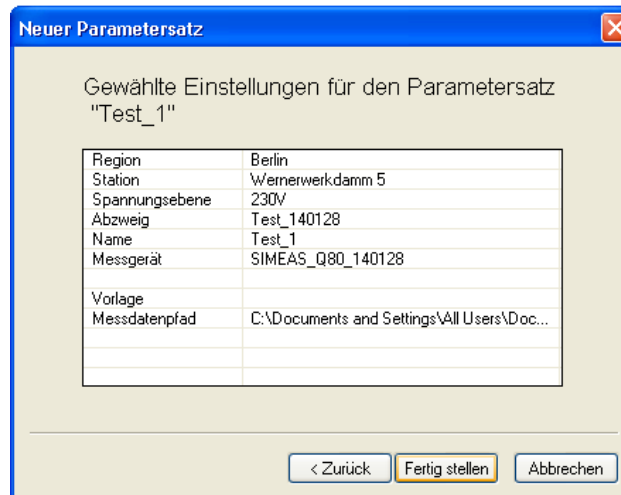 Neuer Parametersatz
Gewählte Einstellungen für den Parametersatz
"Test_1"
Region Berlin
Station Wernerwerkdamm 5
Spannungsebene 230V
Abzweig Test_140128
Name Test_1
Messgerät SIMEAS_Q80_140128
Vorlage
Messdatenpfad C:\Documents and Settings\All Users\Doc...
< Zurück Fertig stellen Abbrechen